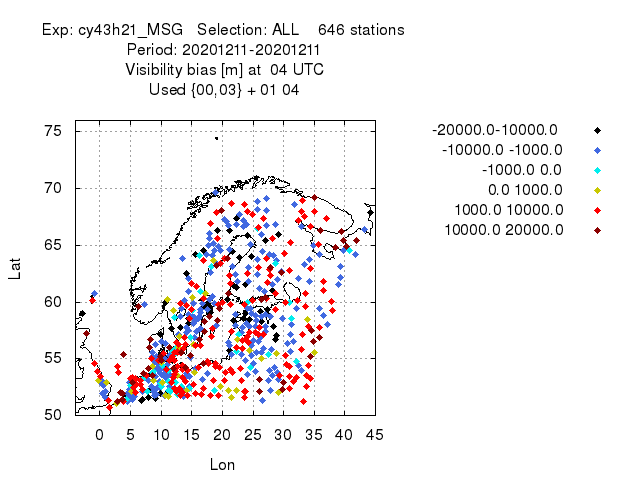 Exp: cy43h21_MSG   Selection: ALL    646 stations
Period: 20201211-20201211
Visibility bias [m] at  04 UTC
Used {00,03} + 01 04
-20000.0-10000.0
-10000.0 -1000.0
-1000.0 0.0
0.0 1000.0
1000.0 10000.0
10000.0 20000.0
75
70
65
60
55
50
Lat
0 5 10 15 20 25 30 35 40 45
Lon